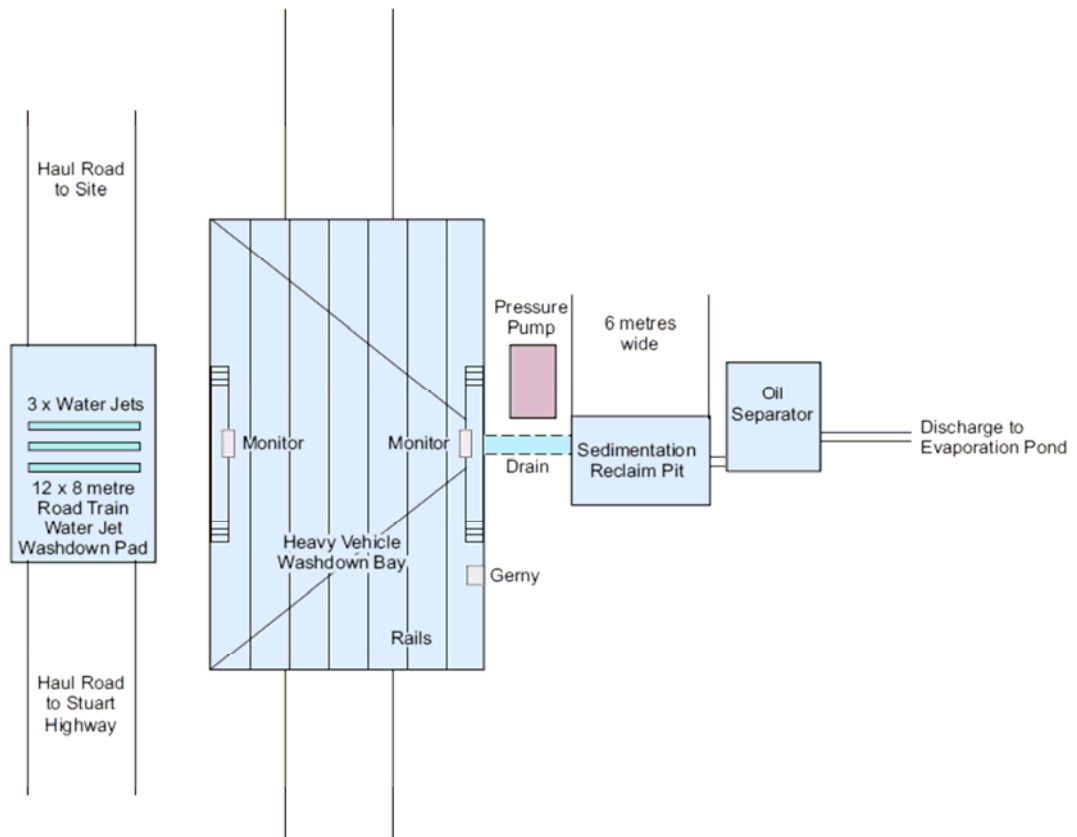 Haul Road
to Site
3 x Water Jets
12 x 8 metre
Road Train
Water Jet
Washdown Pad
Haul Road
to Stuart
Highway
Monitor
Monitor
Heavy Vehicle
Washdown Bay
Rails
Gerny
Pressure
Pump
Drain
6 metres
wide
Sedimentation
Reclaim Pit
Oil
Separator
Discharge to
Evaporation Pond